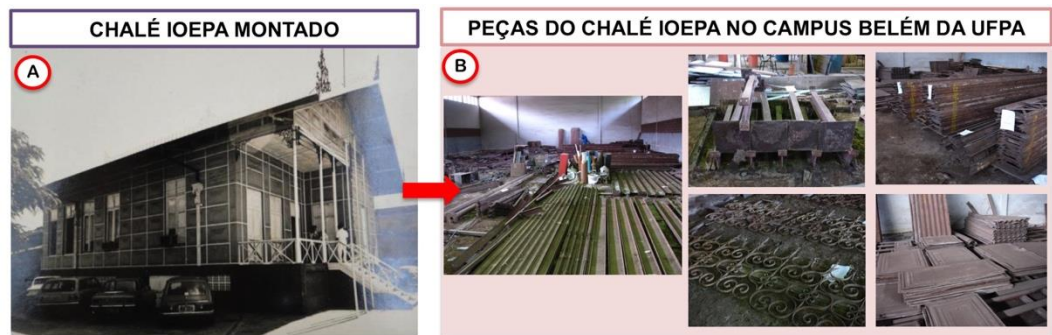 CHALÉ IOEPA MONTADO
PEÇAS DO CHALÉ IOEPA NO CAMPUS BELÉM DA UFPA
A
B